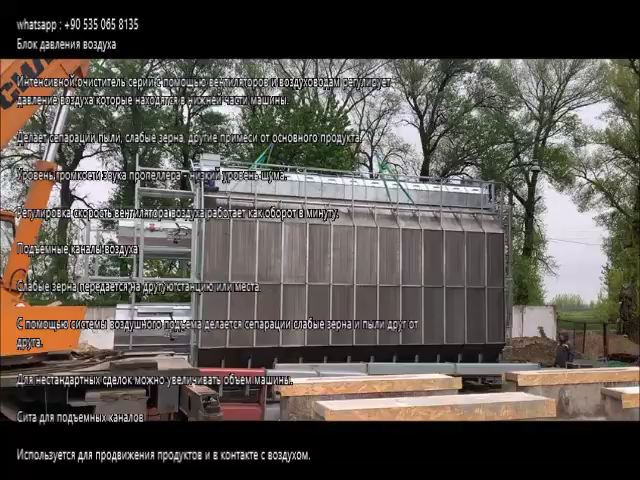 whatsapp : +90 535 065 8135
Блок давления воздуха
Интенсивной очиститель серии с помощью вентиляторов и воздуховодам регулирует
давление воздуха которые находятся в нижней части машины.
Делает сепарации пыли, слабые зерна, другие примеси от основного продукта.
Уровень громкости звука пропеллера - низкий уровень шума.
Регулировка скорость вентилятора воздуха работает как оборот в минуту.
Подъемные каналы воздуха
Слабые зерна передается на другую станцию или места.
С помощью системы воздушного подъема делается сепарации слабые зерна и пыли друг от
друга.
Для нестандартных сделок можно увеличивать объем машины.
Сита для подъемных каналов
Используется для продвижения продуктов и в контакте с воздухом.